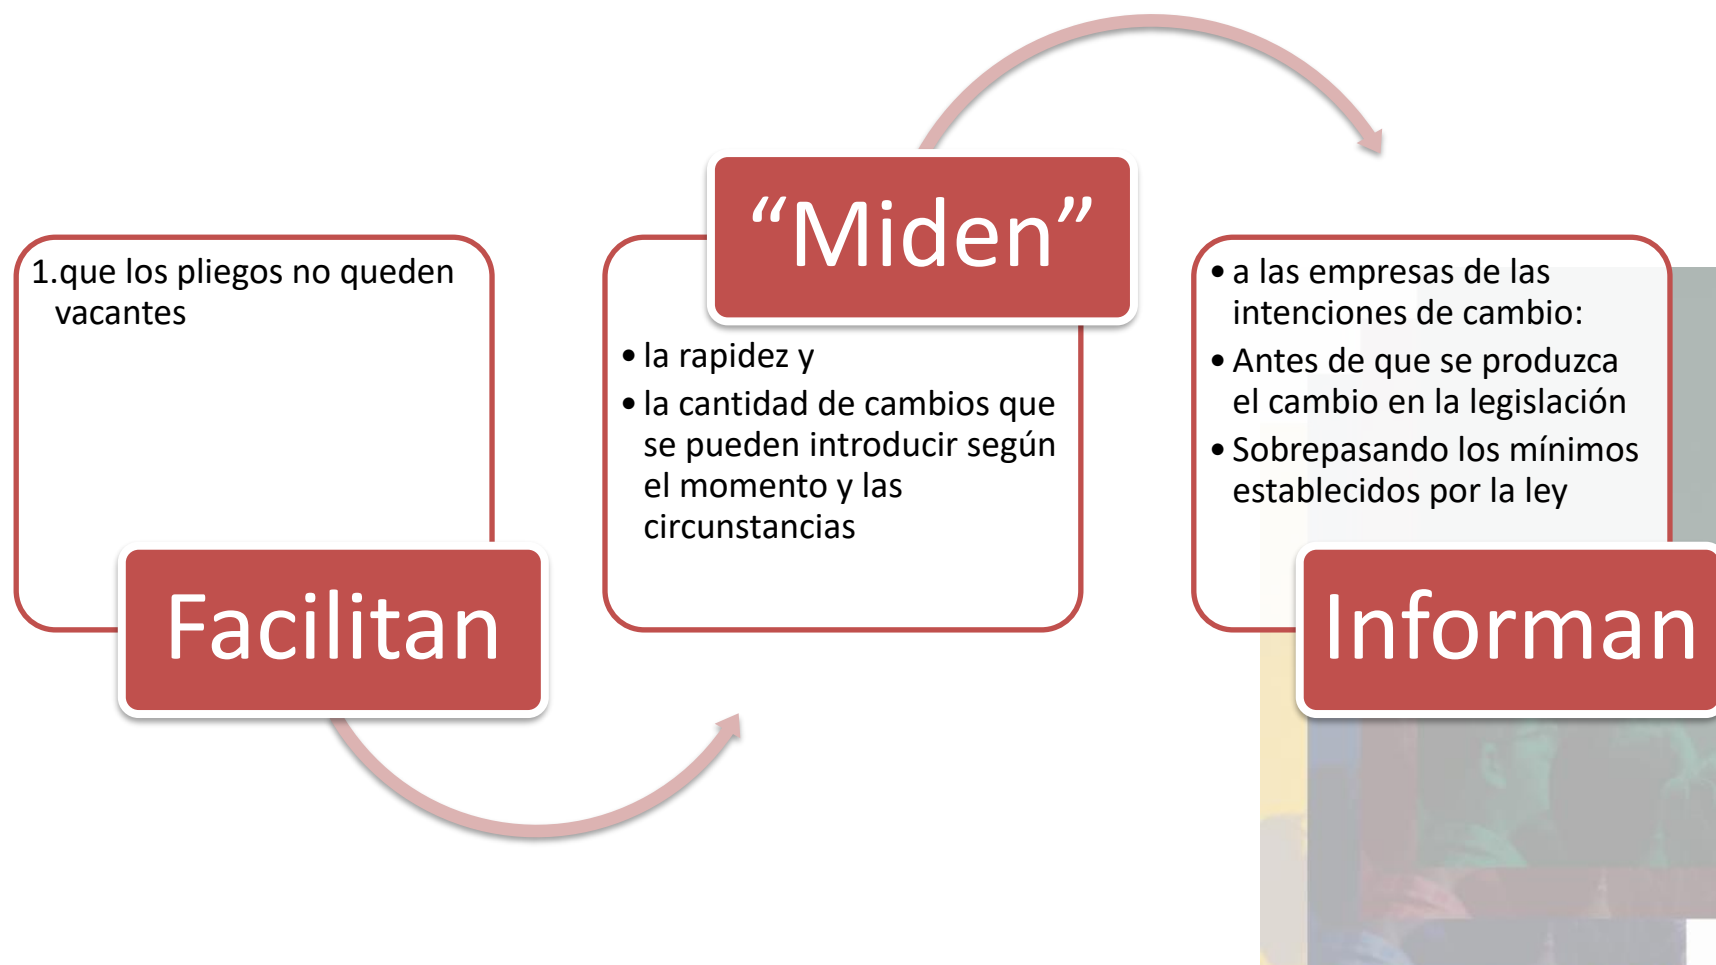 1.que los pliegos no queden
vacantes
Facilitan
“Miden”
• la rapidez y
• la cantidad de cambios que
se pueden introducir según
el momento y las
circunstancias
• a las empresas de las
intenciones de cambio:
• Antes de que se produzca
el cambio en la legislación
• Sobrepasando los mínimos
establecidos por la ley
Informan